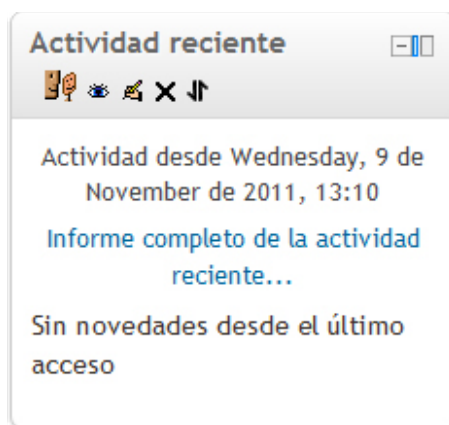 Actividad reciente
Actividad desde Wednesday, 9 de
November de 2011, 13:10
Informe completo de la actividad
reciente...
Sin novedades desde el último
acceso